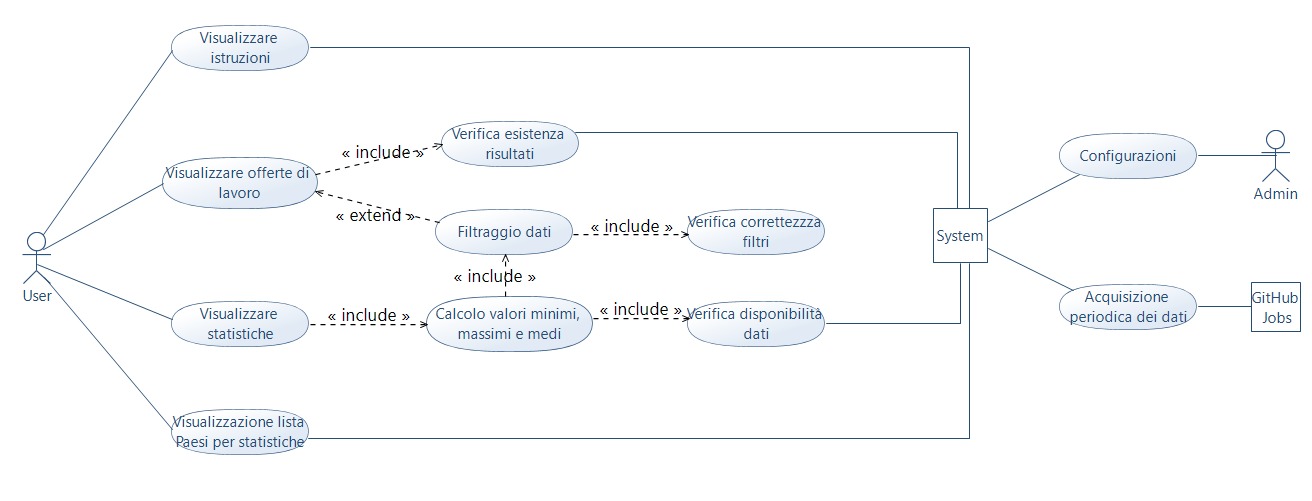 Visualizzare
istruzioni
Verifica esistenza
risultati
« include »
Visualizzare offerte di
lavoro
« extend »
Filtraggio dati
« include »
Verifica correttezzza
filtri
« include »
User
Visualizzare
statistiche
« include »
Calcolo valori minimi,
massimi e medi
« include »
Verifica disponibilità
dati
Visualizzazione lista
Paesi per statistiche
System
Configurazioni
Admin
Acquisizione
periodica dei dati
GitHub
Jobs